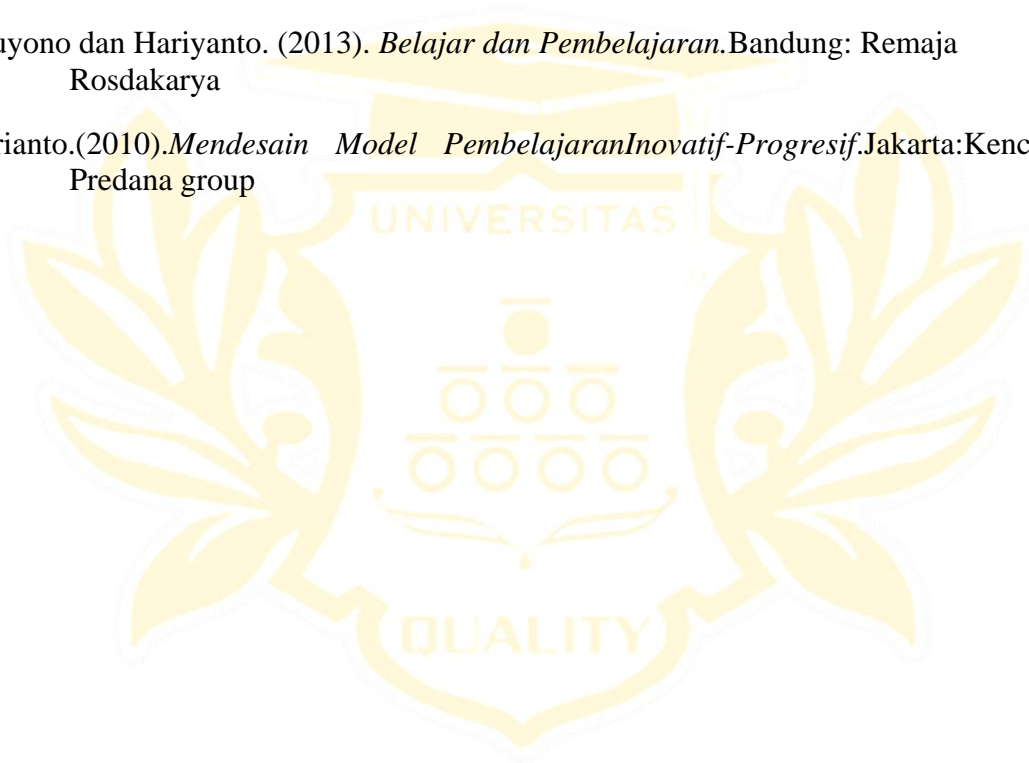 uyono dan Hariyanto. (2013). Belajar dan Pembelajaran.Bandung: Remaja
Rosdakarya
rianto.(2010).Mendesain Model PembelajaranInovatif-Progresif.Jakarta:Kenc
Predana group
UNIVERSITAS
QUALITY